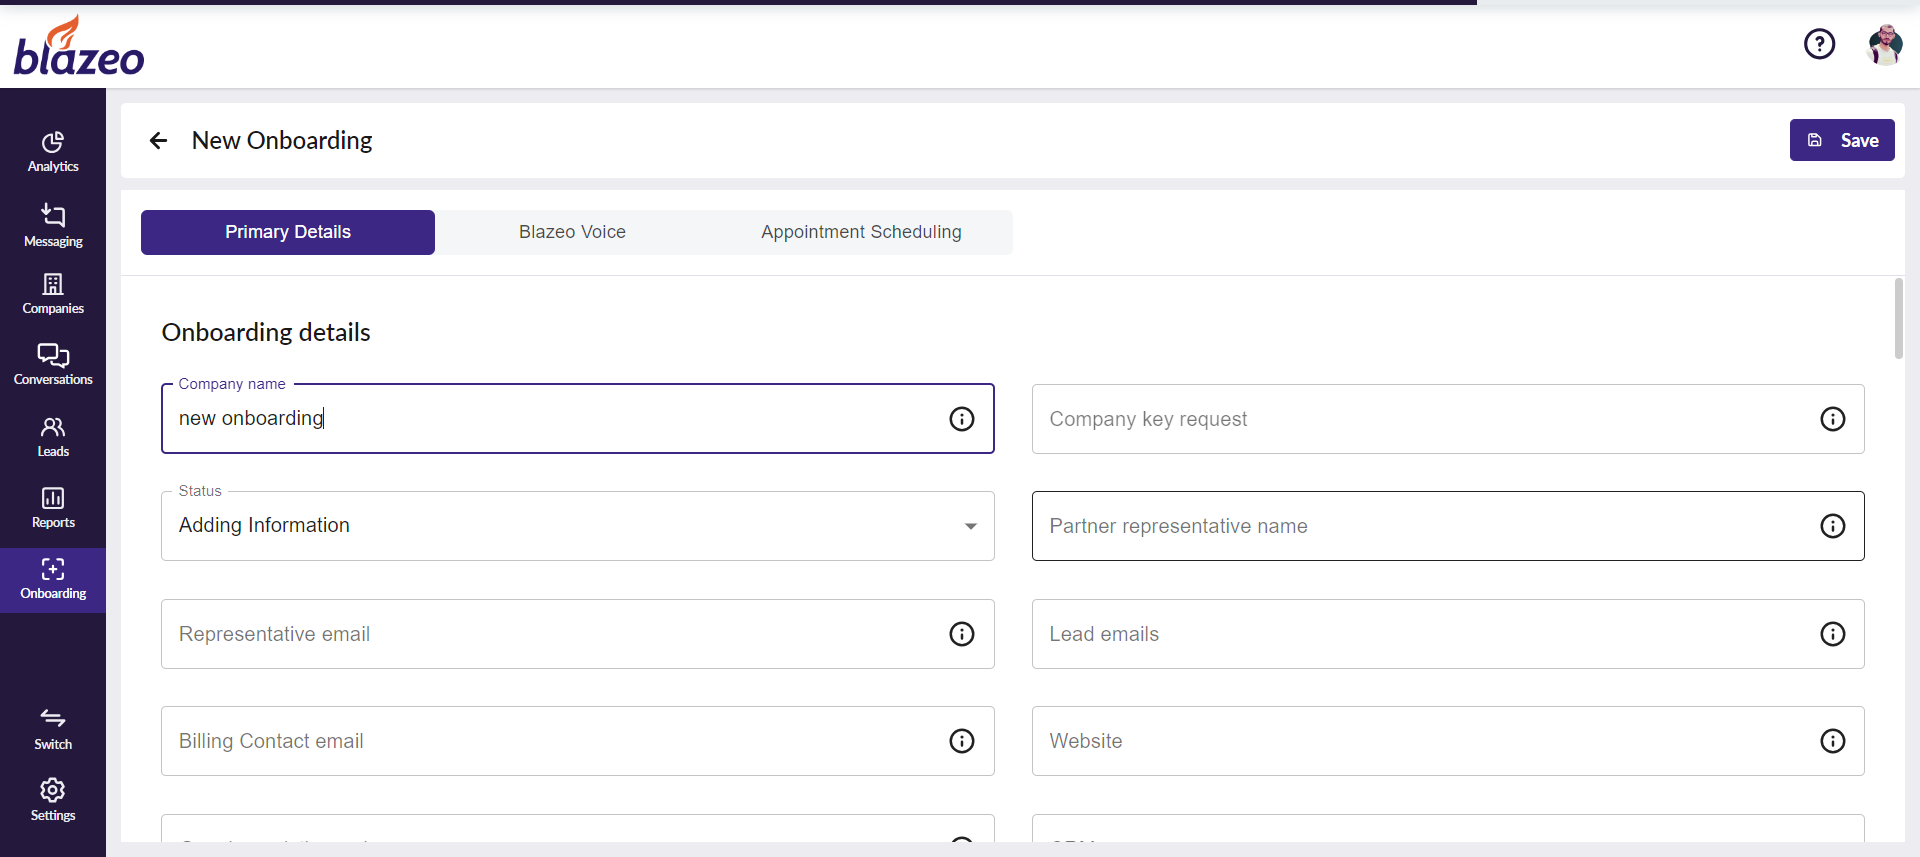 blazeo
New Onboarding
Save
Analytics
Messaging
Companies
Conversations
Leads
Reports
Onboarding
Switch
Settings
Primary Details
Blazeo Voice
Appointment Scheduling
Onboarding details
Company name
new onboarding
Company key request
Status
Adding Information
Partner representative name
Representative email
Lead emails
Billing Contact email
Website